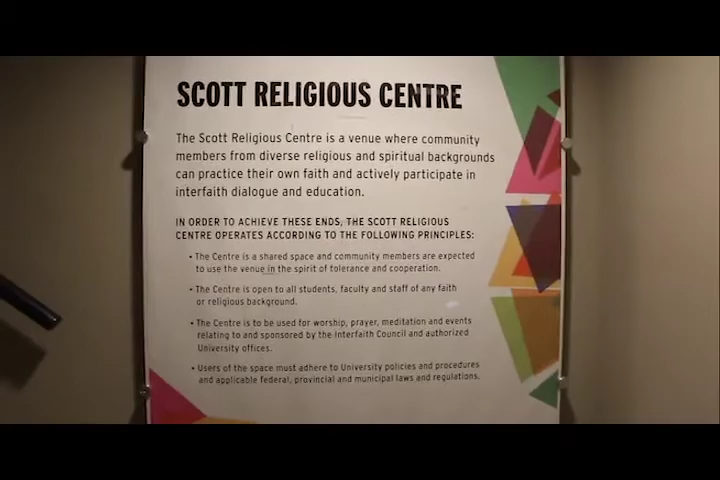 SCOTT RELIGIOUS CENTRE
The Scott Religious Centre is a venue where community
members from diverse religious and spiritual backgrounds
can practice their own faith and actively participate in
interfaith dialogue and education.
IN ORDER TO ACHIEVE THESE ENDS, THE SCOTT RELIGIOUS
CENTRE OPERATES ACCORDING TO THE FOLLOWING PRINCIPLES:
• The Centre is a shared space and community members are expected
to use the venue in the spirit of tolerance and cooperation.
• The Centre is open to all students, faculty and staff of any faith
or religious background.
• The Centre is to be used for worship, prayer, meditation and events
relating to and sponsored by the Interfaith Council and authorized
University offices.
• Users of the space must adhere to University policies and procedures
and applicable federal, provincial and municipal laws and regulations.